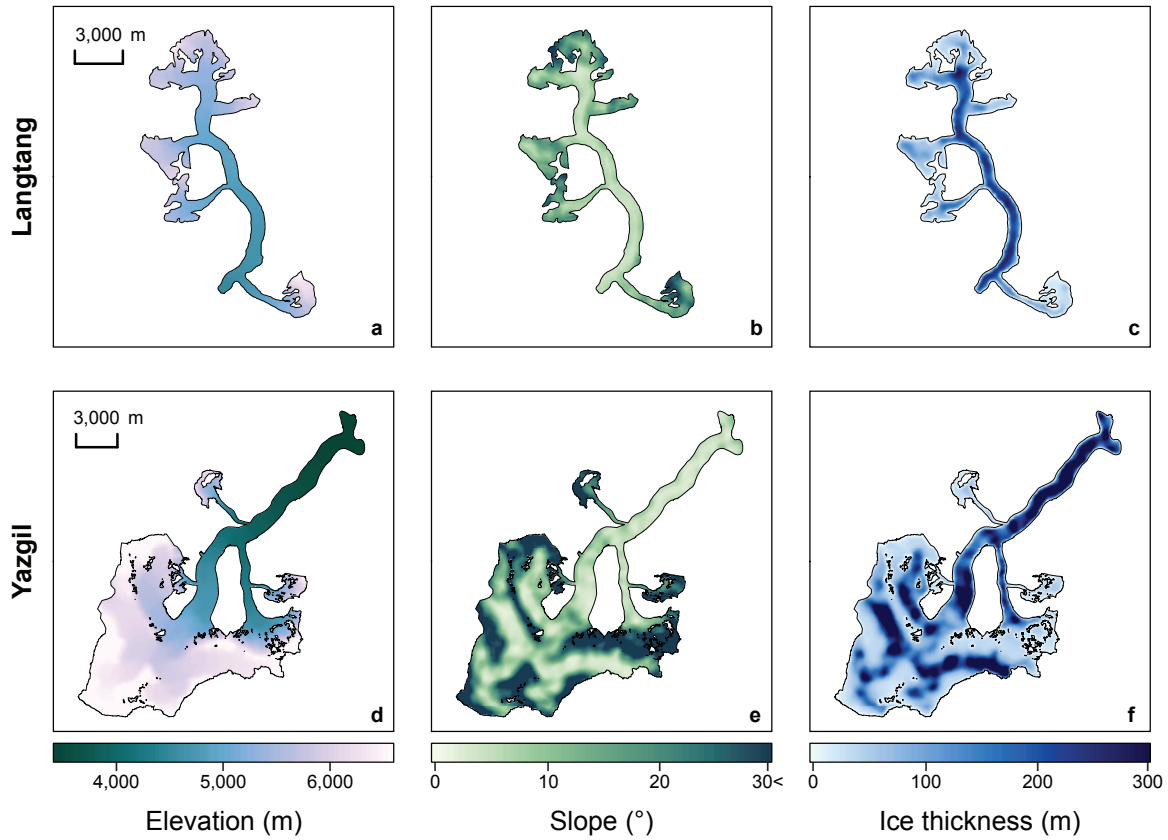 Langtang
3,000 m
a
b
c
Yazgil
3,000 m
d
e
f
4,000 5,000 6,000
0 10 20 30<
0 100 200 300
Elevation (m)
Slope (°)
Ice thickness (m)